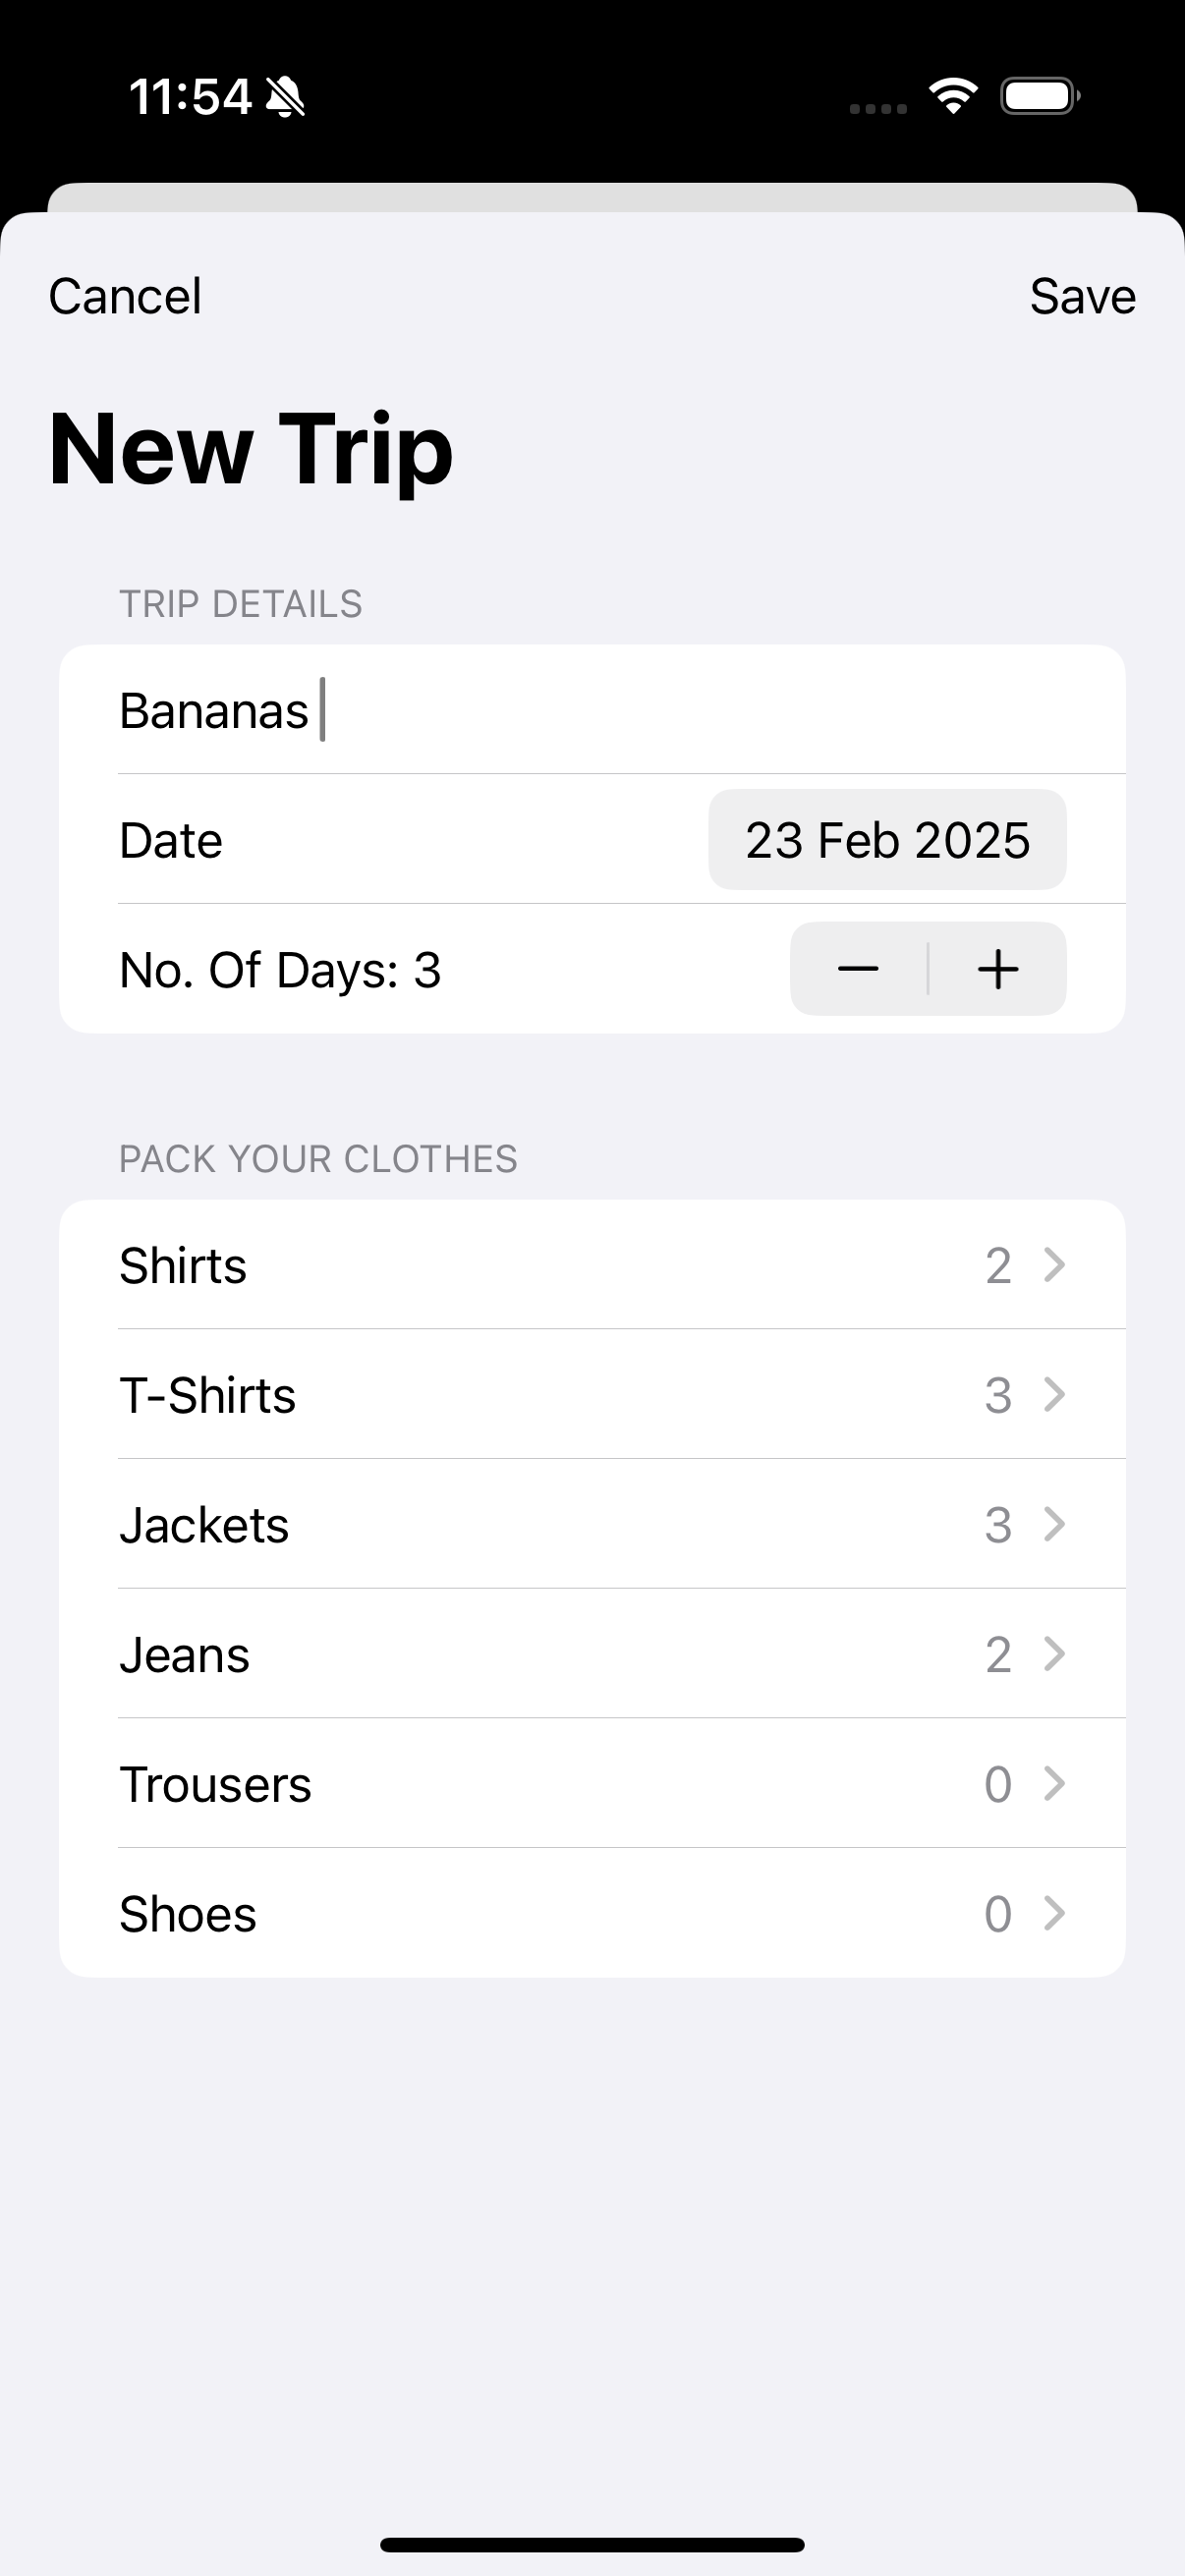 11:54
Cancel Save
New Trip
TRIP DETAILS
Bananas
Date 23 Feb 2025
No. Of Days: 3
PACK YOUR CLOTHES
Shirts 2
T-Shirts 3
Jackets 3
Jeans 2
Trousers 0
Shoes 0